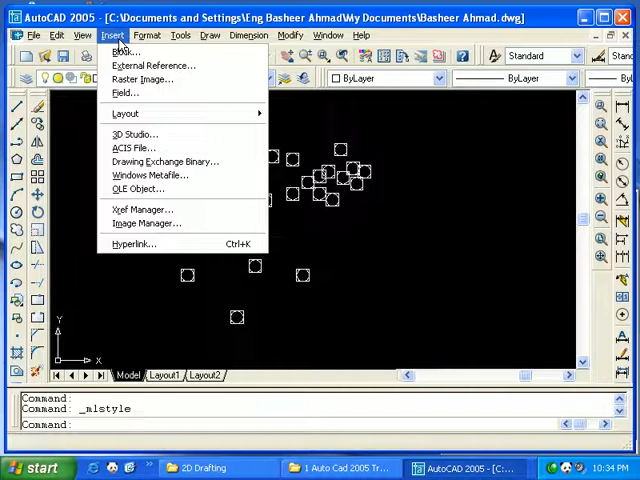 AutoCAD 2005 - [C:\Documents and Settings\Eng Basheer Ahmad\My Documents\Basheer Ahmad.dwg]
File Edit View Insert Format Tools Draw Dimension Modify Window Help
Block...
External Reference...
Raster Image...
Field...
Layout
3D Studio...
ACIS File...
Drawing Exchange Binary...
Windows Metafile...
OLE Object...
Xref Manager...
Image Manager...
Hyperlink... Ctrl+K
Standard
ByLayer ByLayer
Y
X
Model Layout1 Layout2
Command:
Command: _mlstyle
Command:
start 2D Drafting 1 Auto Cad 2005 Tr... AutoCAD 2005 - [C:... 10:34 PM